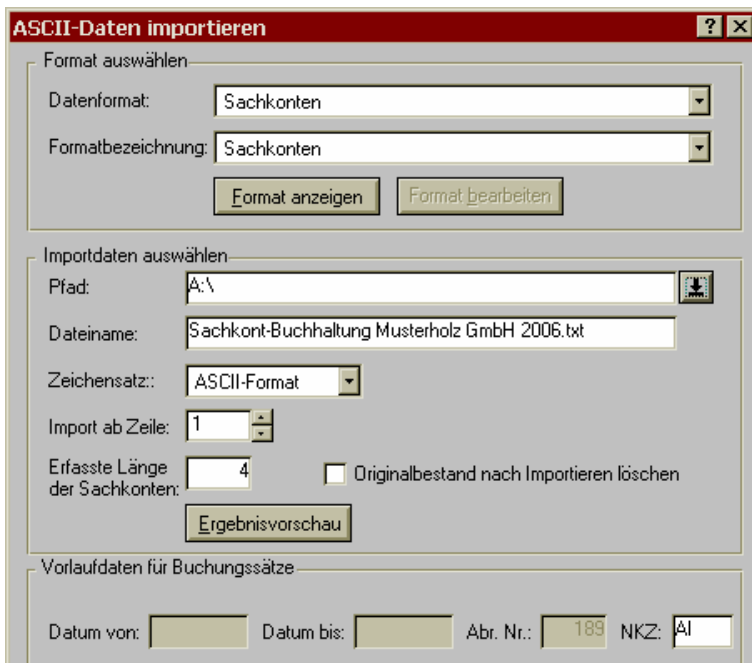 ASCII-Daten importieren
Format auswählen
Datenformat: Sachkonten
Formatbezeichnung: Sachkonten
Format anzeigen Format bearbeiten
Importdaten auswählen
Pfad: A:\
Dateiname: Sachkont-Buchhaltung Musterholz GmbH 2006.txt
Zeichensatz:: ASCII-Format
Import ab Zeile: 1
Erfasste Länge
der Sachkonten: 4 Originalbestand nach Importieren löschen
Ergebnisvorschau
Vorlaufdaten für Buchungssätze
Datum von: Datum bis: Abr. Nr.: 189 NKZ: AI